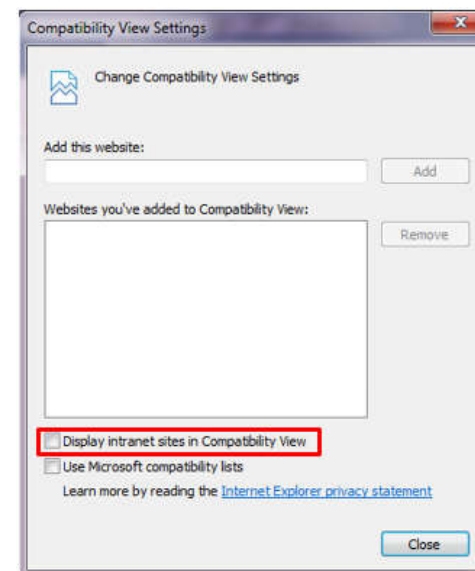 Compatibility View Settings
Change Compatibility View Settings
Add this website:
Add
Websites you've added to Compatibility View:
Remove
Display intranet sites in Compatibility View
Use Microsoft compatibility lists
Learn more by reading the Internet Explorer privacy statement
Close